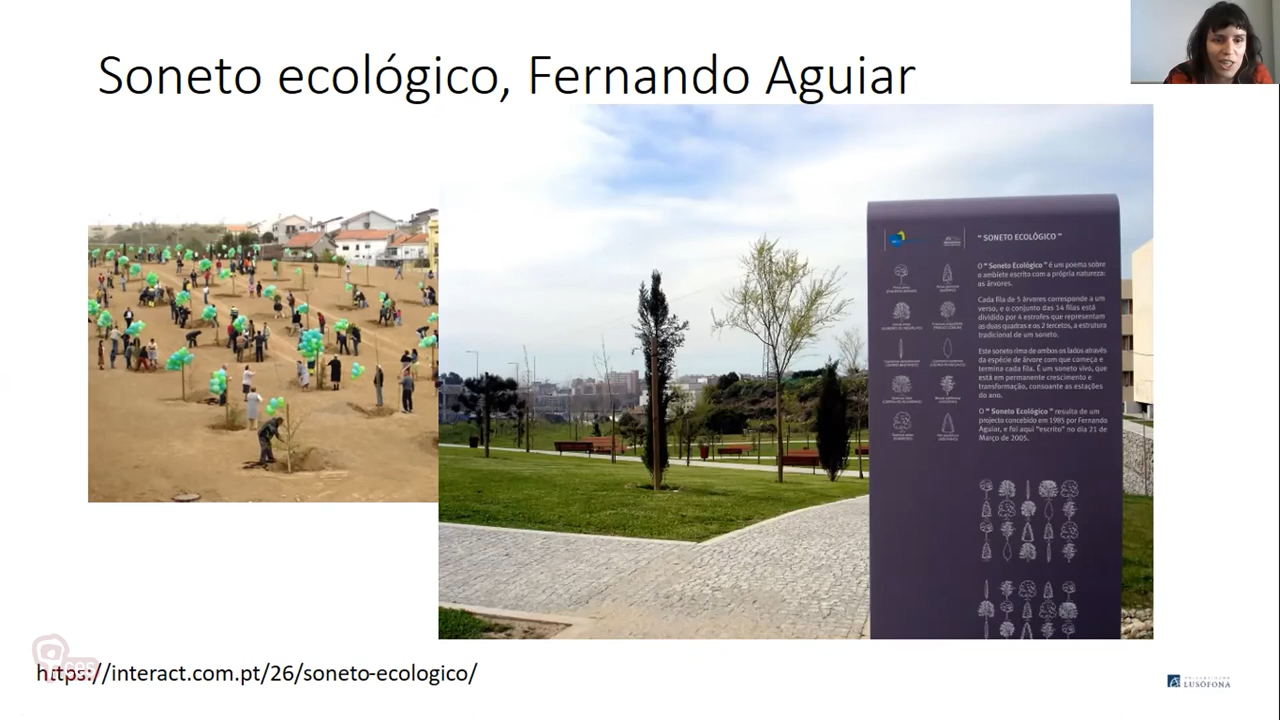 Soneto ecológico, Fernando Aguiar
“ SONETO ECOLÓGICO ”
O “ Soneto Ecológico ” é um poema sobre
o ambiente escrito com a própria natureza:
as árvores.
Cada fila de 5 árvores corresponde a um
verso, e o conjunto das 14 filas está
dividido por 4 estrofes que representam
as duas quadras e os 2 tercetos, a estrutura
tradicional de um soneto.
Este soneto rima de ambos os lados através
da espécie de árvore com que começa e
termina cada fila. É um soneto vivo, que
está em permanente crescimento e
transformação, consoante as estações
do ano.
O “ Soneto Ecológico ” resulta de um
projecto concebido em 1985 por Fernando
Aguiar, e foi aqui “escrito” no dia 21 de
Março de 2005.
https://interact.com.pt/26/soneto-ecologico/
ces
LUSÓFONA